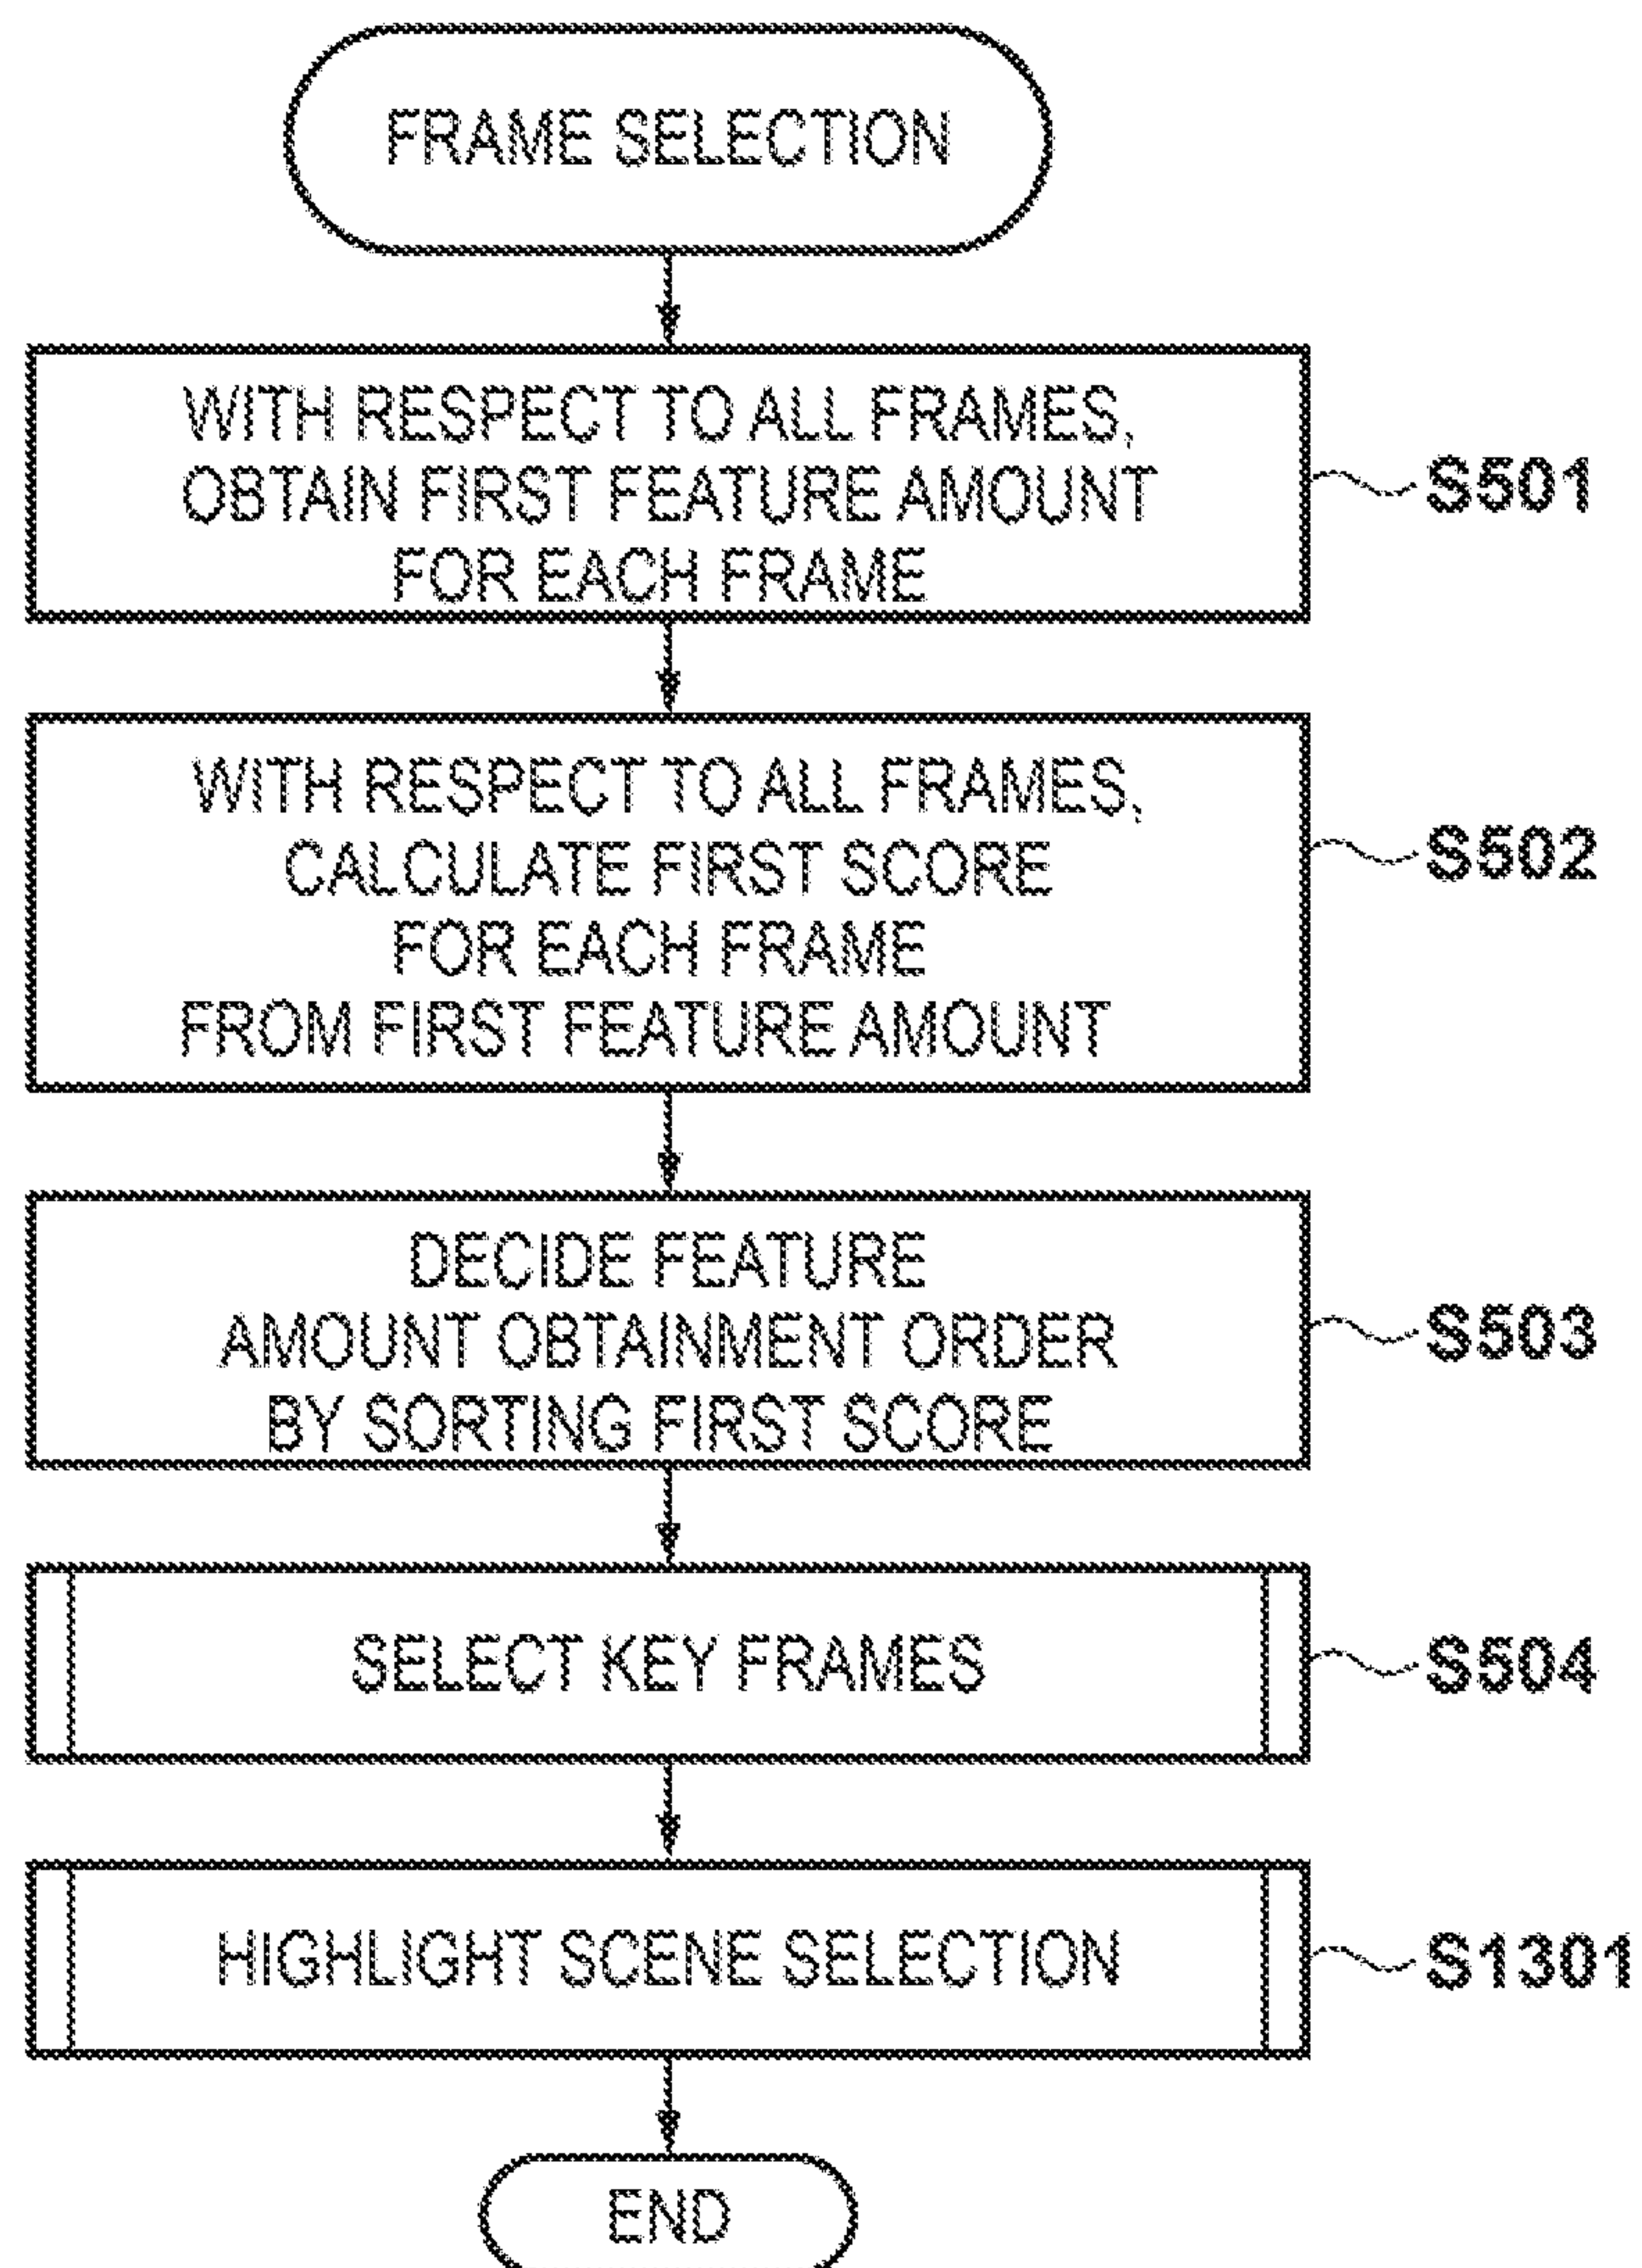 FRAME SELECTION
WITH RESPECT TO ALL FRAMES,
OBTAIN FIRST FEATURE AMOUNT
FOR EACH FRAME
S501
WITH RESPECT TO ALL FRAMES,
CALCULATE FIRST SCORE
FOR EACH FRAME
FROM FIRST FEATURE AMOUNT
S502
DECIDE FEATURE
AMOUNT OBTAINMENT ORDER
BY SORTING FIRST SCORE
S503
SELECT KEY FRAMES
S504
HIGHLIGHT SCENE SELECTION
S1301
END